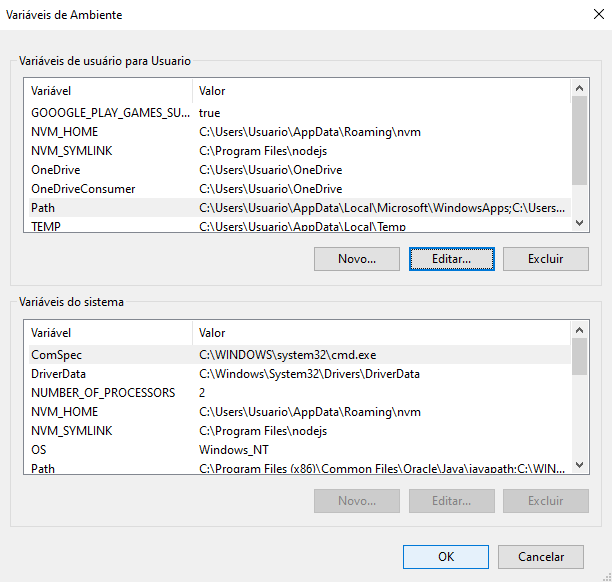 Variáveis de Ambiente
Variáveis de usuário para Usuario
Variável Valor
GOOOGLE_PLAY_GAMES_SU... true
NVM_HOME C:\Users\Usuario\AppData\Roaming\nvm
NVM_SYMLINK C:\Program Files\nodejs
OneDrive C:\Users\Usuario\OneDrive
OneDriveConsumer C:\Users\Usuario\OneDrive
Path C:\Users\Usuario\AppData\Local\Microsoft\WindowsApps;C:\Users...
TEMP C:\Users\Usuario\AppData\Local\Temp
Novo... Editar... Excluir
Variáveis do sistema
Variável Valor
ComSpec C:\WINDOWS\system32\cmd.exe
DriverData C:\Windows\System32\Drivers\DriverData
NUMBER_OF_PROCESSORS 2
NVM_HOME C:\Users\Usuario\AppData\Roaming\nvm
NVM_SYMLINK C:\Program Files\nodejs
OS Windows_NT
Path C:\Program Files (x86)\Common Files\Oracle\Java\javapath;C:\WIN...
Novo... Editar... Excluir
OK Cancelar